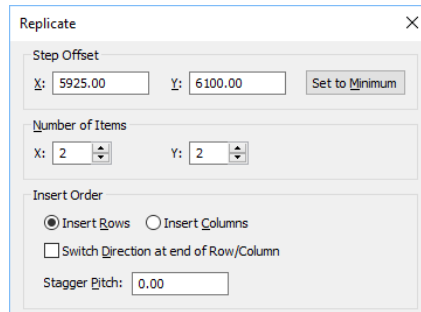 Replicate
Step Offset
X: 5925.00 Y: 6100.00 Set to Minimum
Number of Items
X: 2 Y: 2
Insert Order
Insert Rows Insert Columns
Switch Direction at end of Row/Column
Stagger Pitch: 0.00